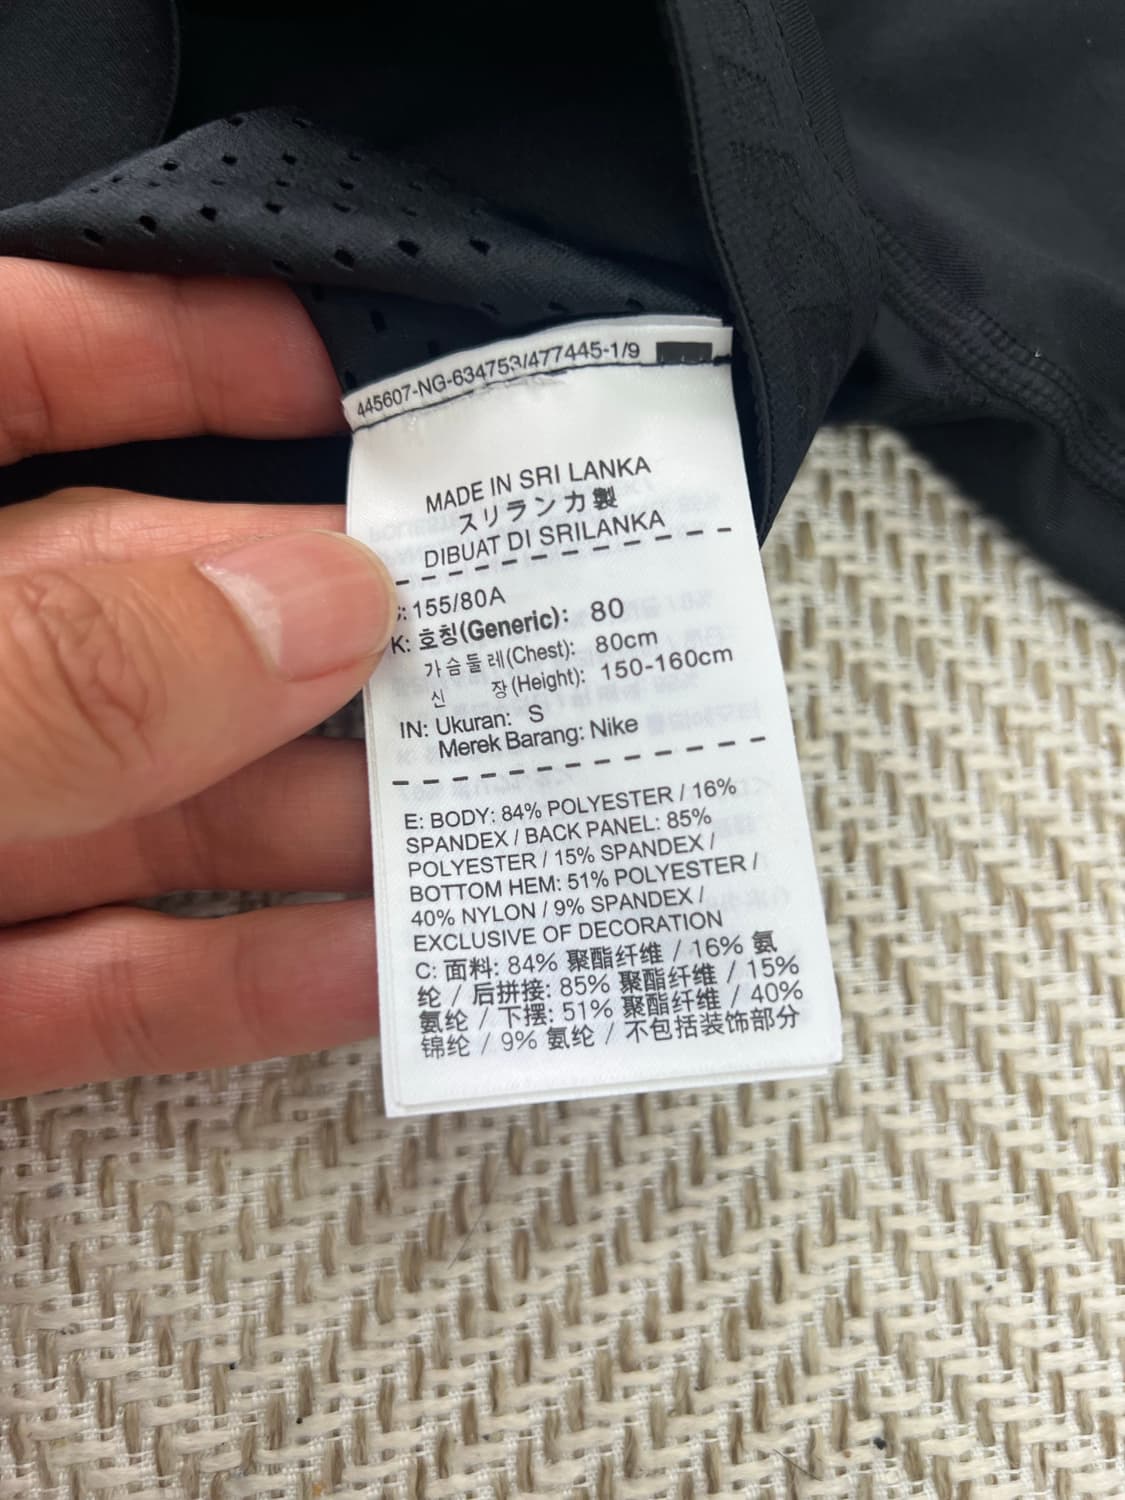 445607-NG-634753/477445-1/9
MADE IN SRI LANKA
スリランカ製
DIBUAT DI SRILANKA
: 155/80A
K: 호칭(Generic): 80
가슴둘레(Chest): 80cm
신 장(Height): 150-160cm
IN: Ukuran: S
Merek Barang: Nike
E: BODY: 84% POLYESTER / 16%
SPANDEX / BACK PANEL: 85%
POLYESTER / 15% SPANDEX /
BOTTOM HEM: 51% POLYESTER /
40% NYLON / 9% SPANDEX /
EXCLUSIVE OF DECORATION
C: 面料: 84% 聚酯纤维 / 16% 氨
纶 / 后拼接: 85% 聚酯纤维 / 15%
氨纶 / 下摆: 51% 聚酯纤维 / 40%
锦纶 / 9% 氨纶 / 不包括装饰部分